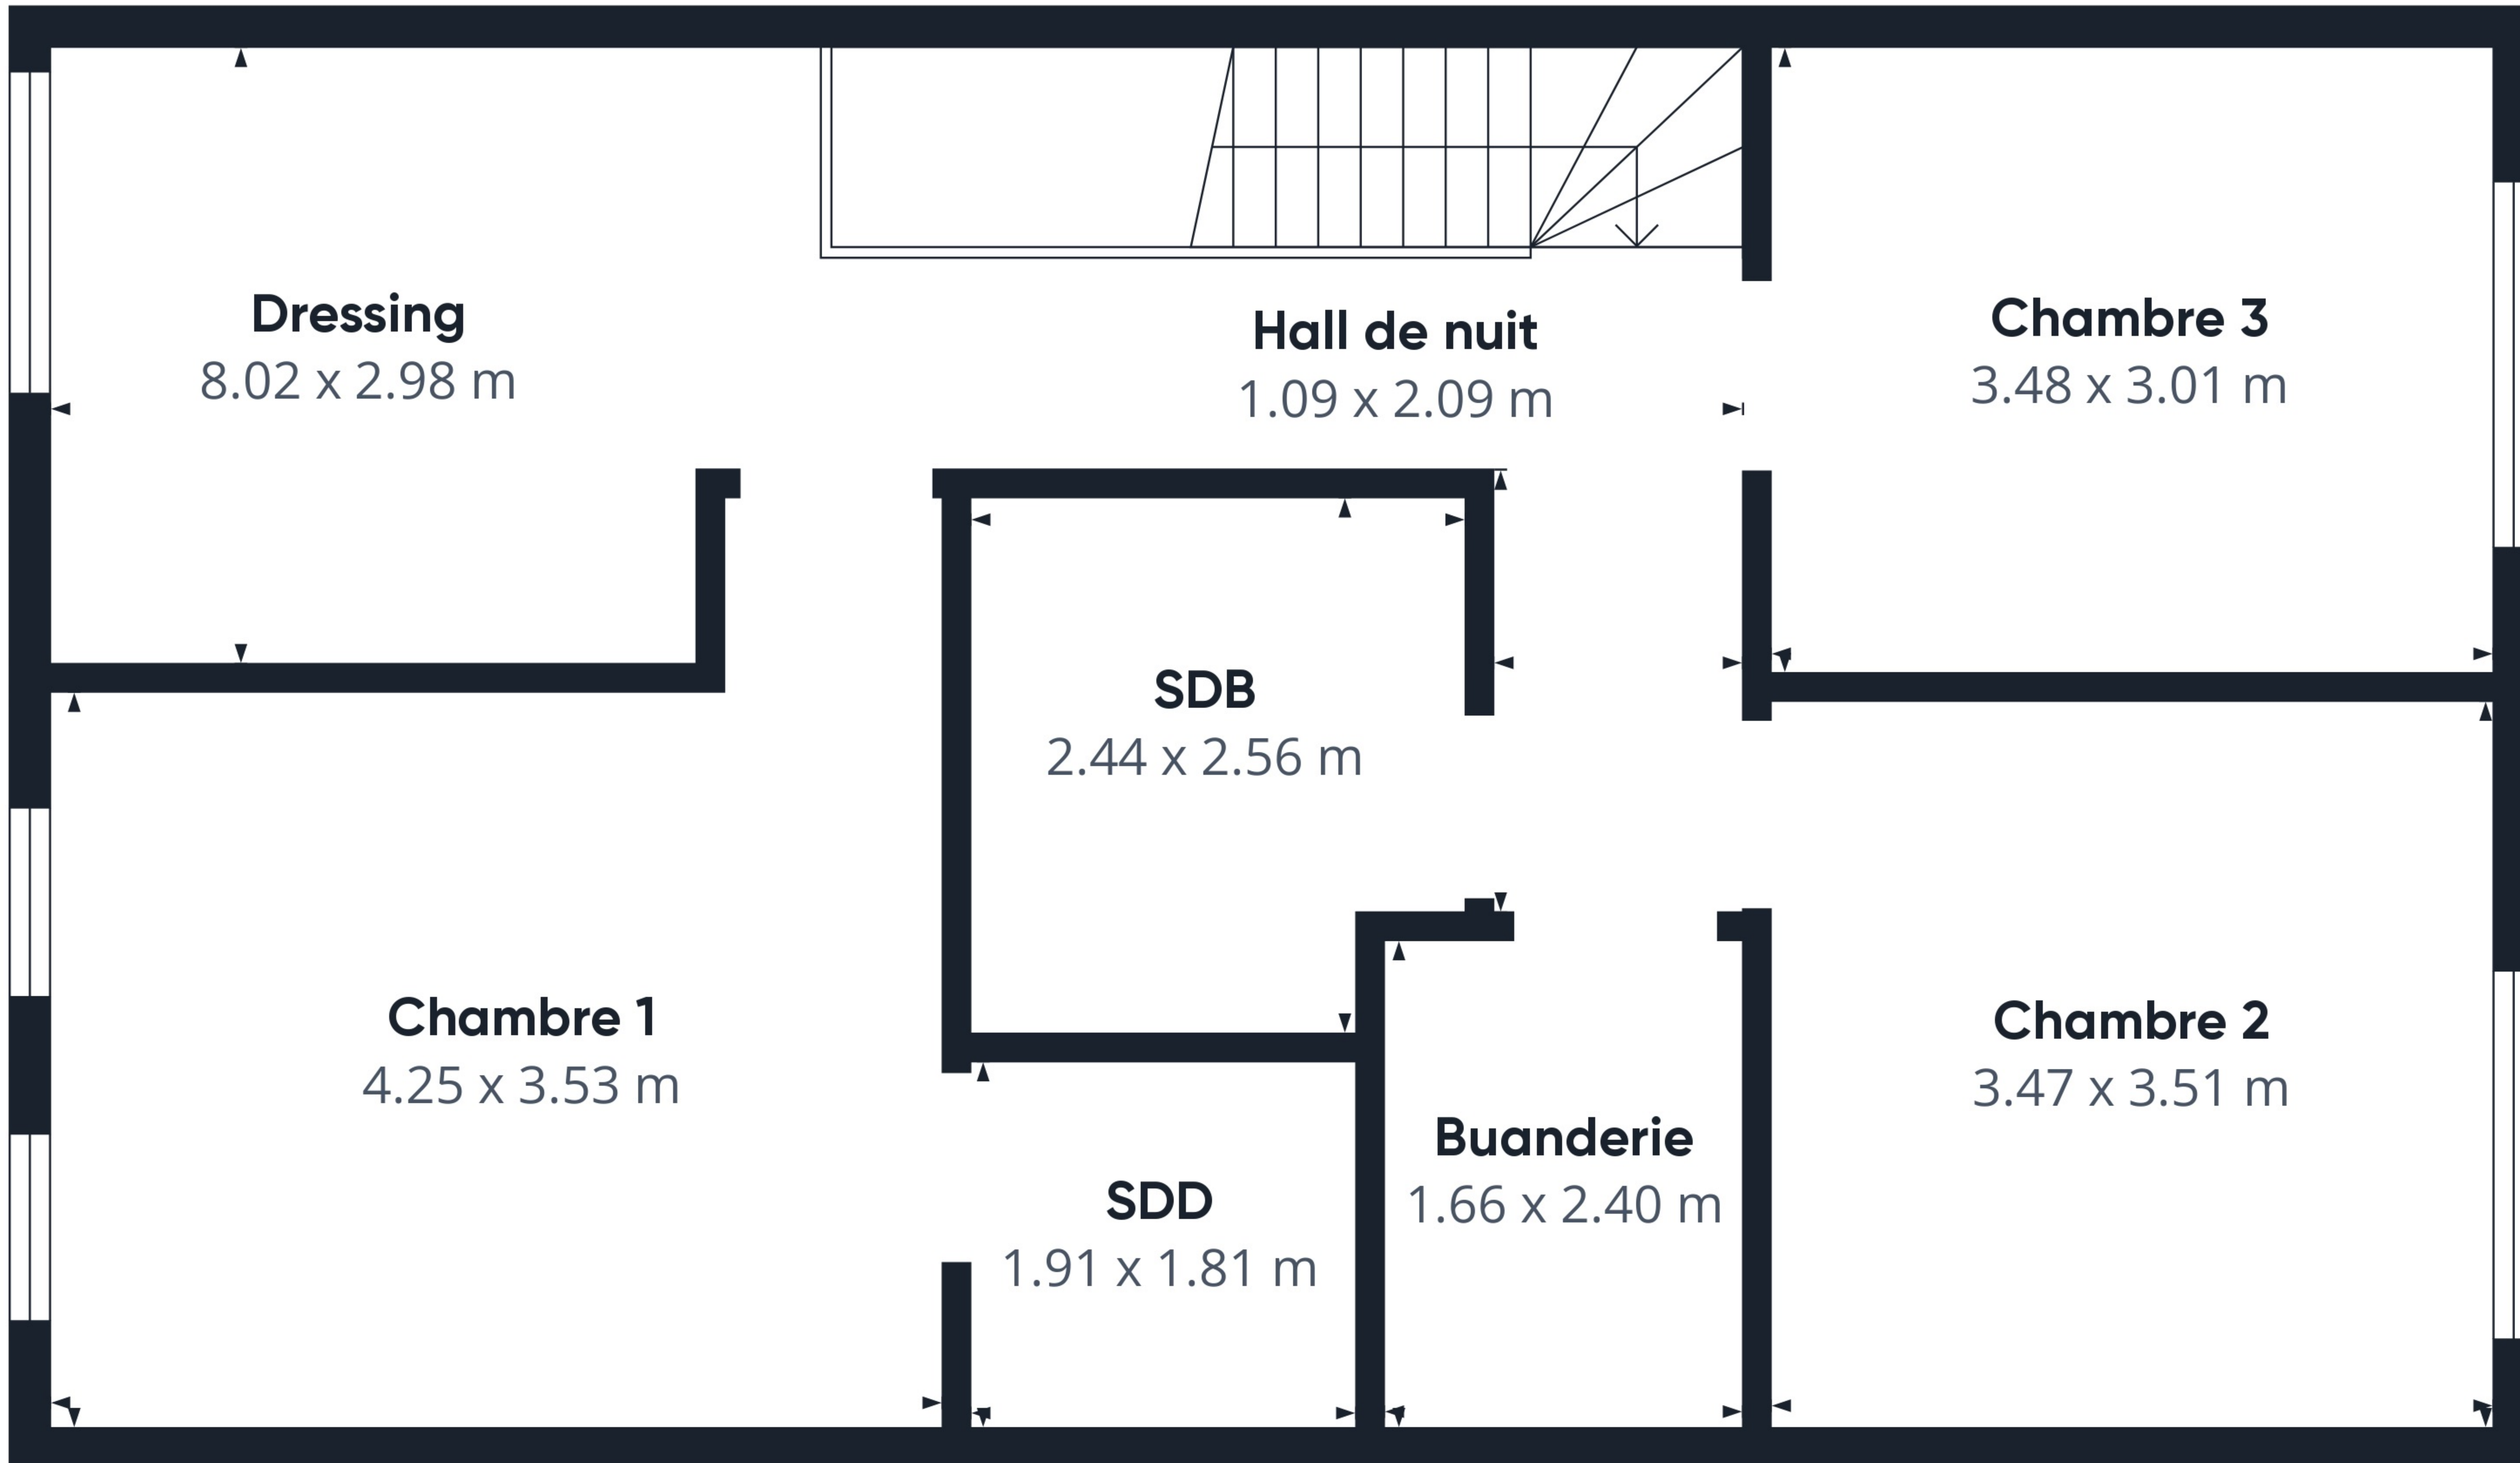 Dressing
8.02 x 2.98 m
Hall de nuit
1.09 x 2.09 m
Chambre 3
3.48 x 3.01 m
SDB
2.44 x 2.56 m
Chambre 1
4.25 x 3.53 m
Chambre 2
3.47 x 3.51 m
Buanderie
1.66 x 2.40 m
SDD
1.91 x 1.81 m